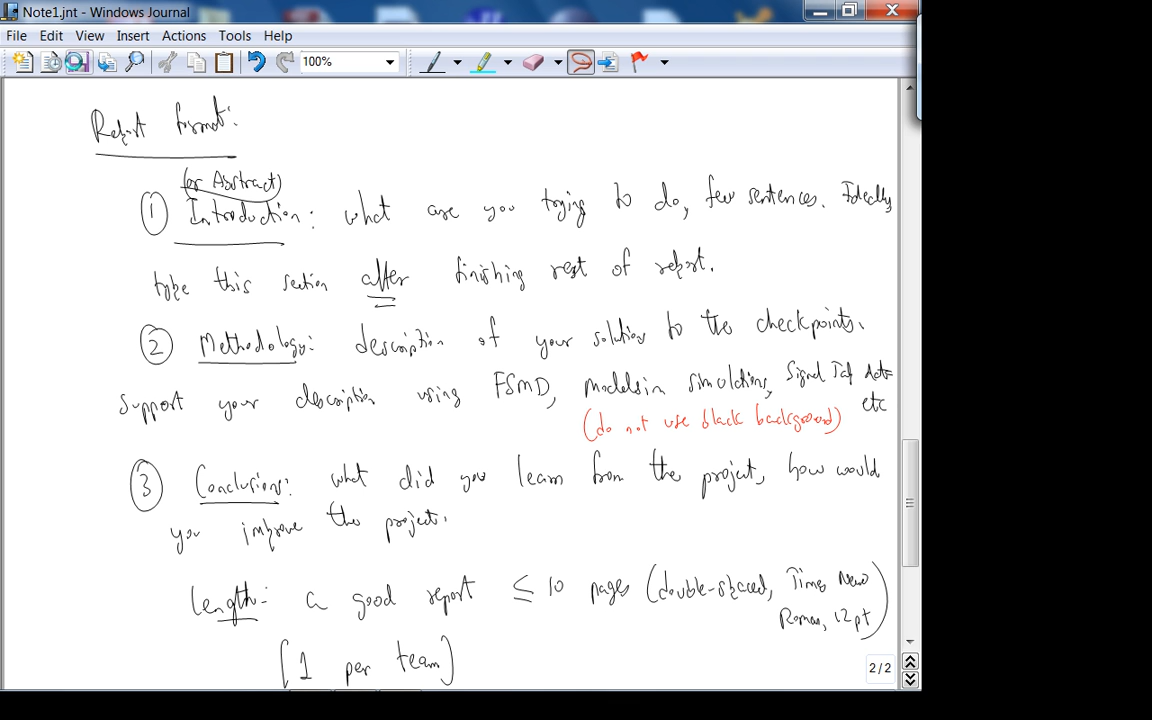 Note1.jnt - Windows Journal
File Edit View Insert Actions Tools Help
100%
Report format:
(or Abstract)
① Introduction: what are you trying to do, few sentences. Ideally
type this section after finishing rest of report.
② Methodology: description of your solution to the checkpoints.
support your description using FSMD, modelsim simulations, Signal Tap data
etc
(do not use black background)
③ Conclusions: what did you learn from the project, how would
you improve the project.
Length: a good report ≤ 10 pages (double-spaced, Times New
Roman, 12pt)
[1 per team]
2/2